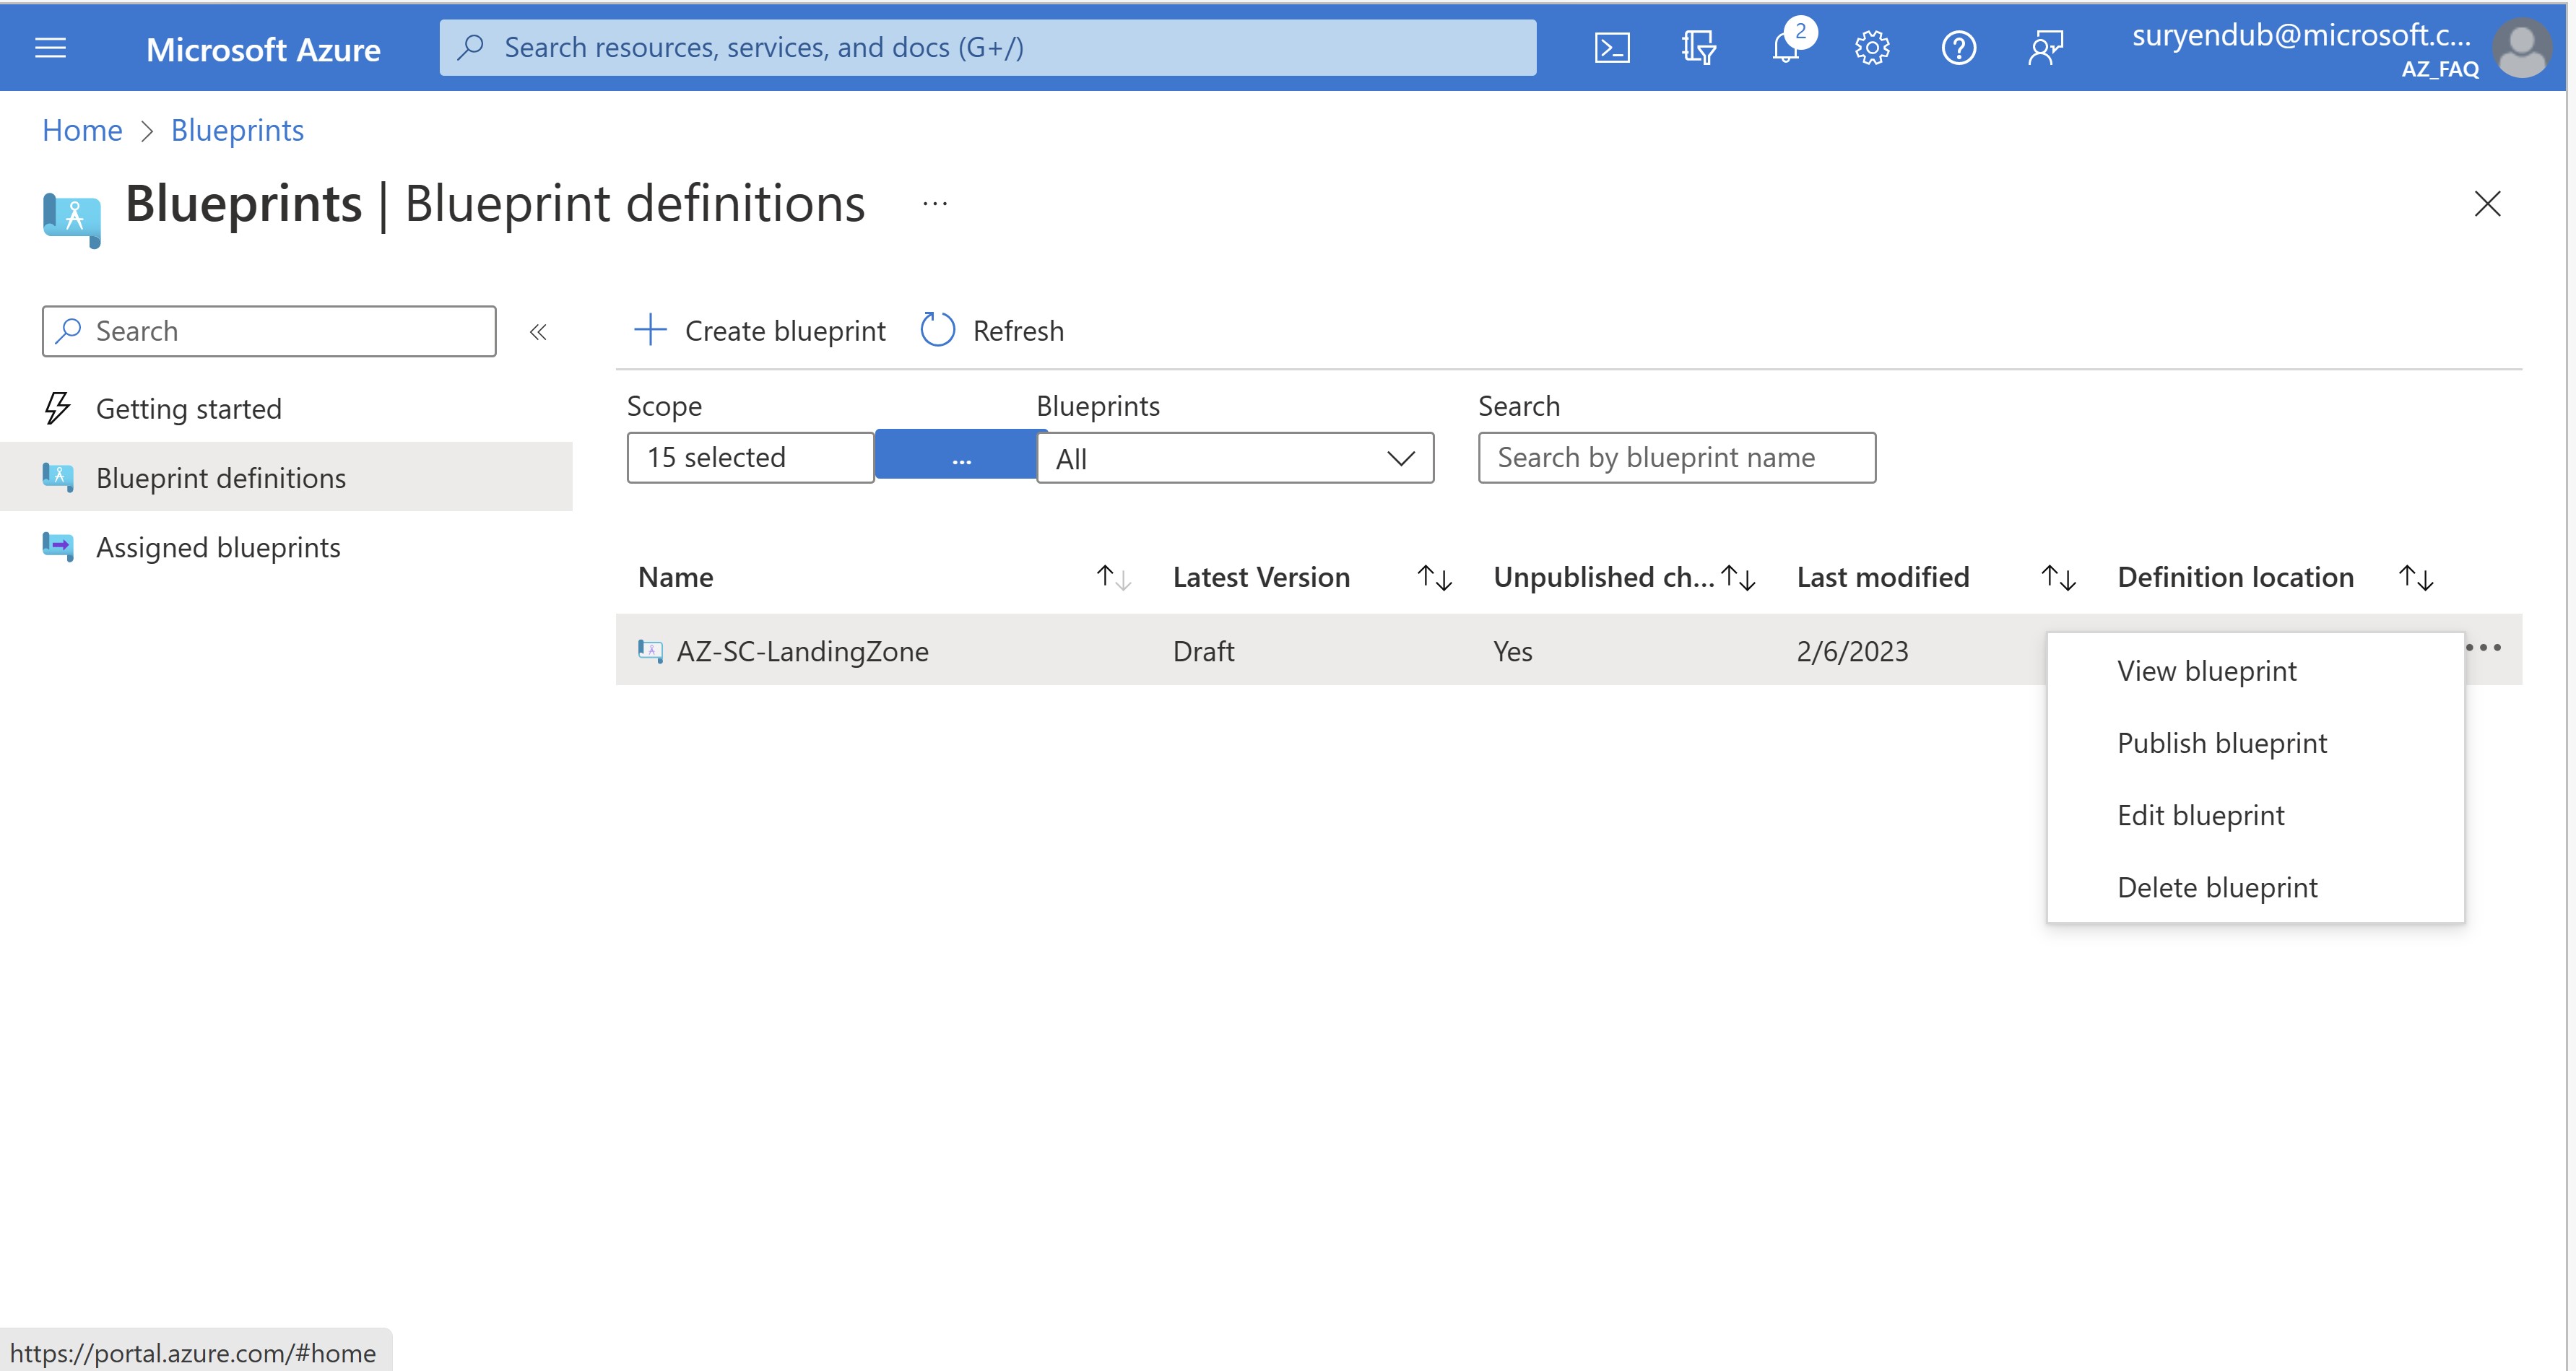 Microsoft Azure
Search resources, services, and docs (G+/)
2
suryendub@microsoft.c...
AZ_FAQ
Home > Blueprints
Blueprints | Blueprint definitions ...
Search
Getting started
Blueprint definitions
Assigned blueprints
Create blueprint Refresh
Scope Blueprints Search
15 selected ... All Search by blueprint name
Name Latest Version Unpublished ch... Last modified Definition location
AZ-SC-LandingZone Draft Yes 2/6/2023
View blueprint
Publish blueprint
Edit blueprint
Delete blueprint
https://portal.azure.com/#home